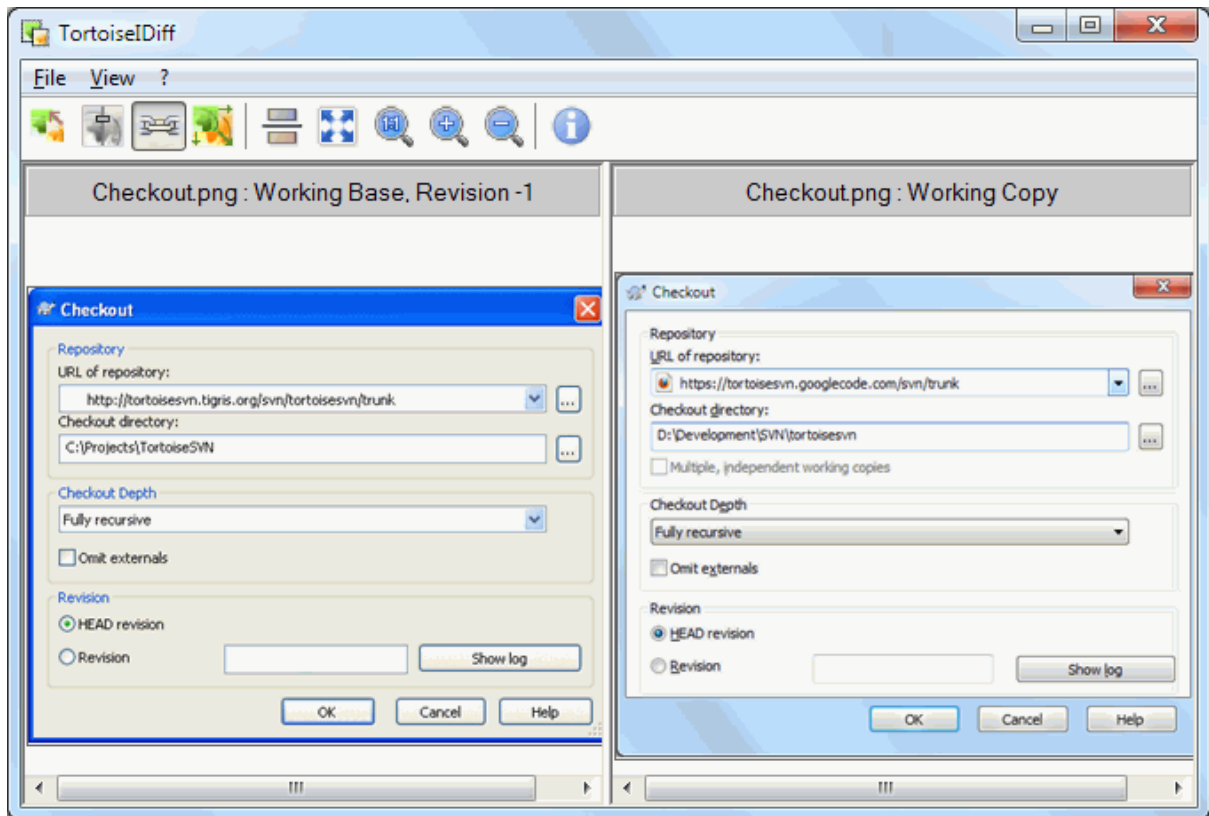 TortoiseIDiff
File View ?
Checkout.png : Working Base, Revision -1
Checkout
Repository
URL of repository:
http://tortoisesvn.tigris.org/svn/tortoisesvn/trunk
...
Checkout directory:
C:\Projects\TortoiseSVN
...
Checkout Depth
Fully recursive
Omit externals
Revision
HEAD revision
Revision
Show log
OK Cancel Help
Checkout.png : Working Copy
Checkout
Repository
URL of repository:
https://tortoisesvn.googlecode.com/svn/trunk
...
Checkout directory:
D:\Development\SVN\tortoisesvn
...
Multiple, independent working copies
Checkout Depth
Fully recursive
Omit externals
Revision
HEAD revision
Revision
Show log
OK Cancel Help